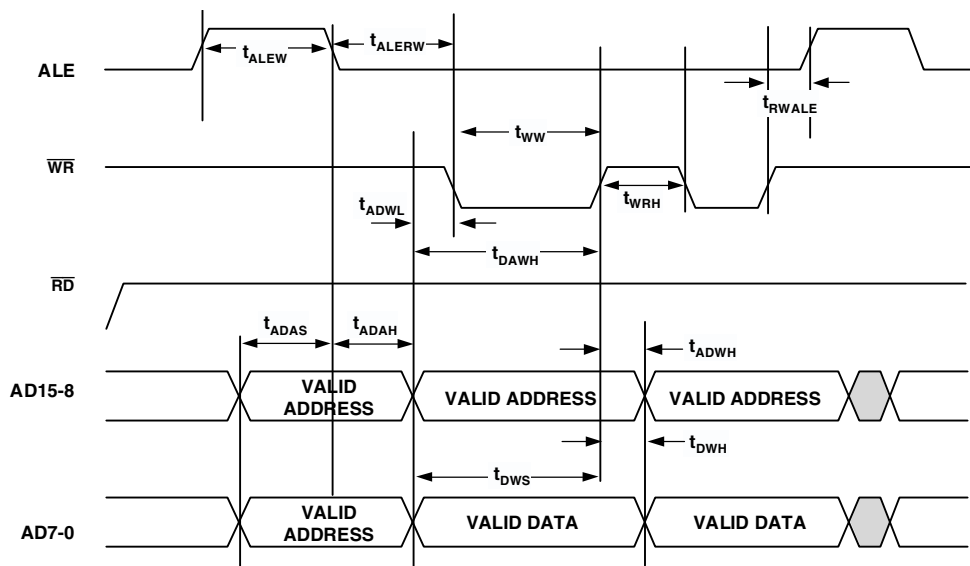 ALE
tALEW
tALERW
tRWALE
tWW
WR
tWRH
tADWL
tDAWH
RD
tADAS
tADAH
tADWH
AD15-8
VALID
ADDRESS
VALID ADDRESS
VALID ADDRESS
tDWH
tDWS
AD7-0
VALID
ADDRESS
VALID DATA
VALID DATA